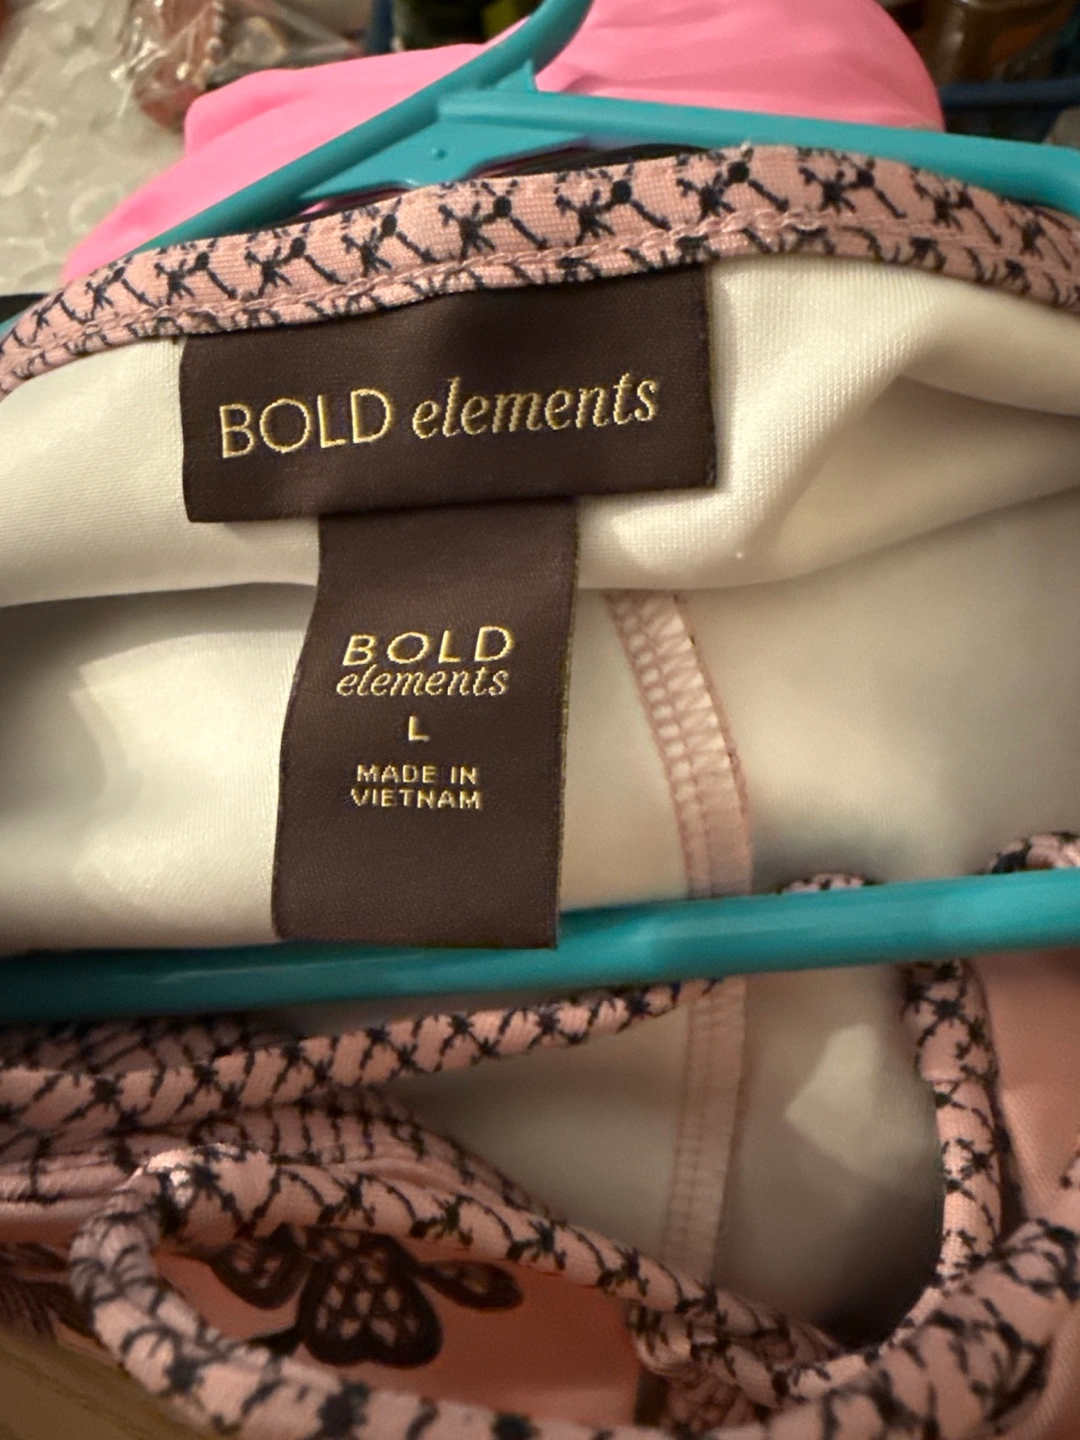 BOLD elements
BOLD
elements
L
MADE IN
VIETNAM